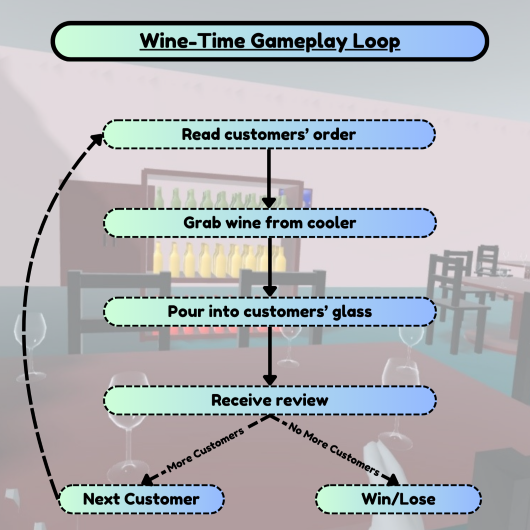 Wine-Time Gameplay Loop
Read customers’ order
Grab wine from cooler
Pour into customers’ glass
Receive review
More Customers
No More Customers
Next Customer
Win/Lose